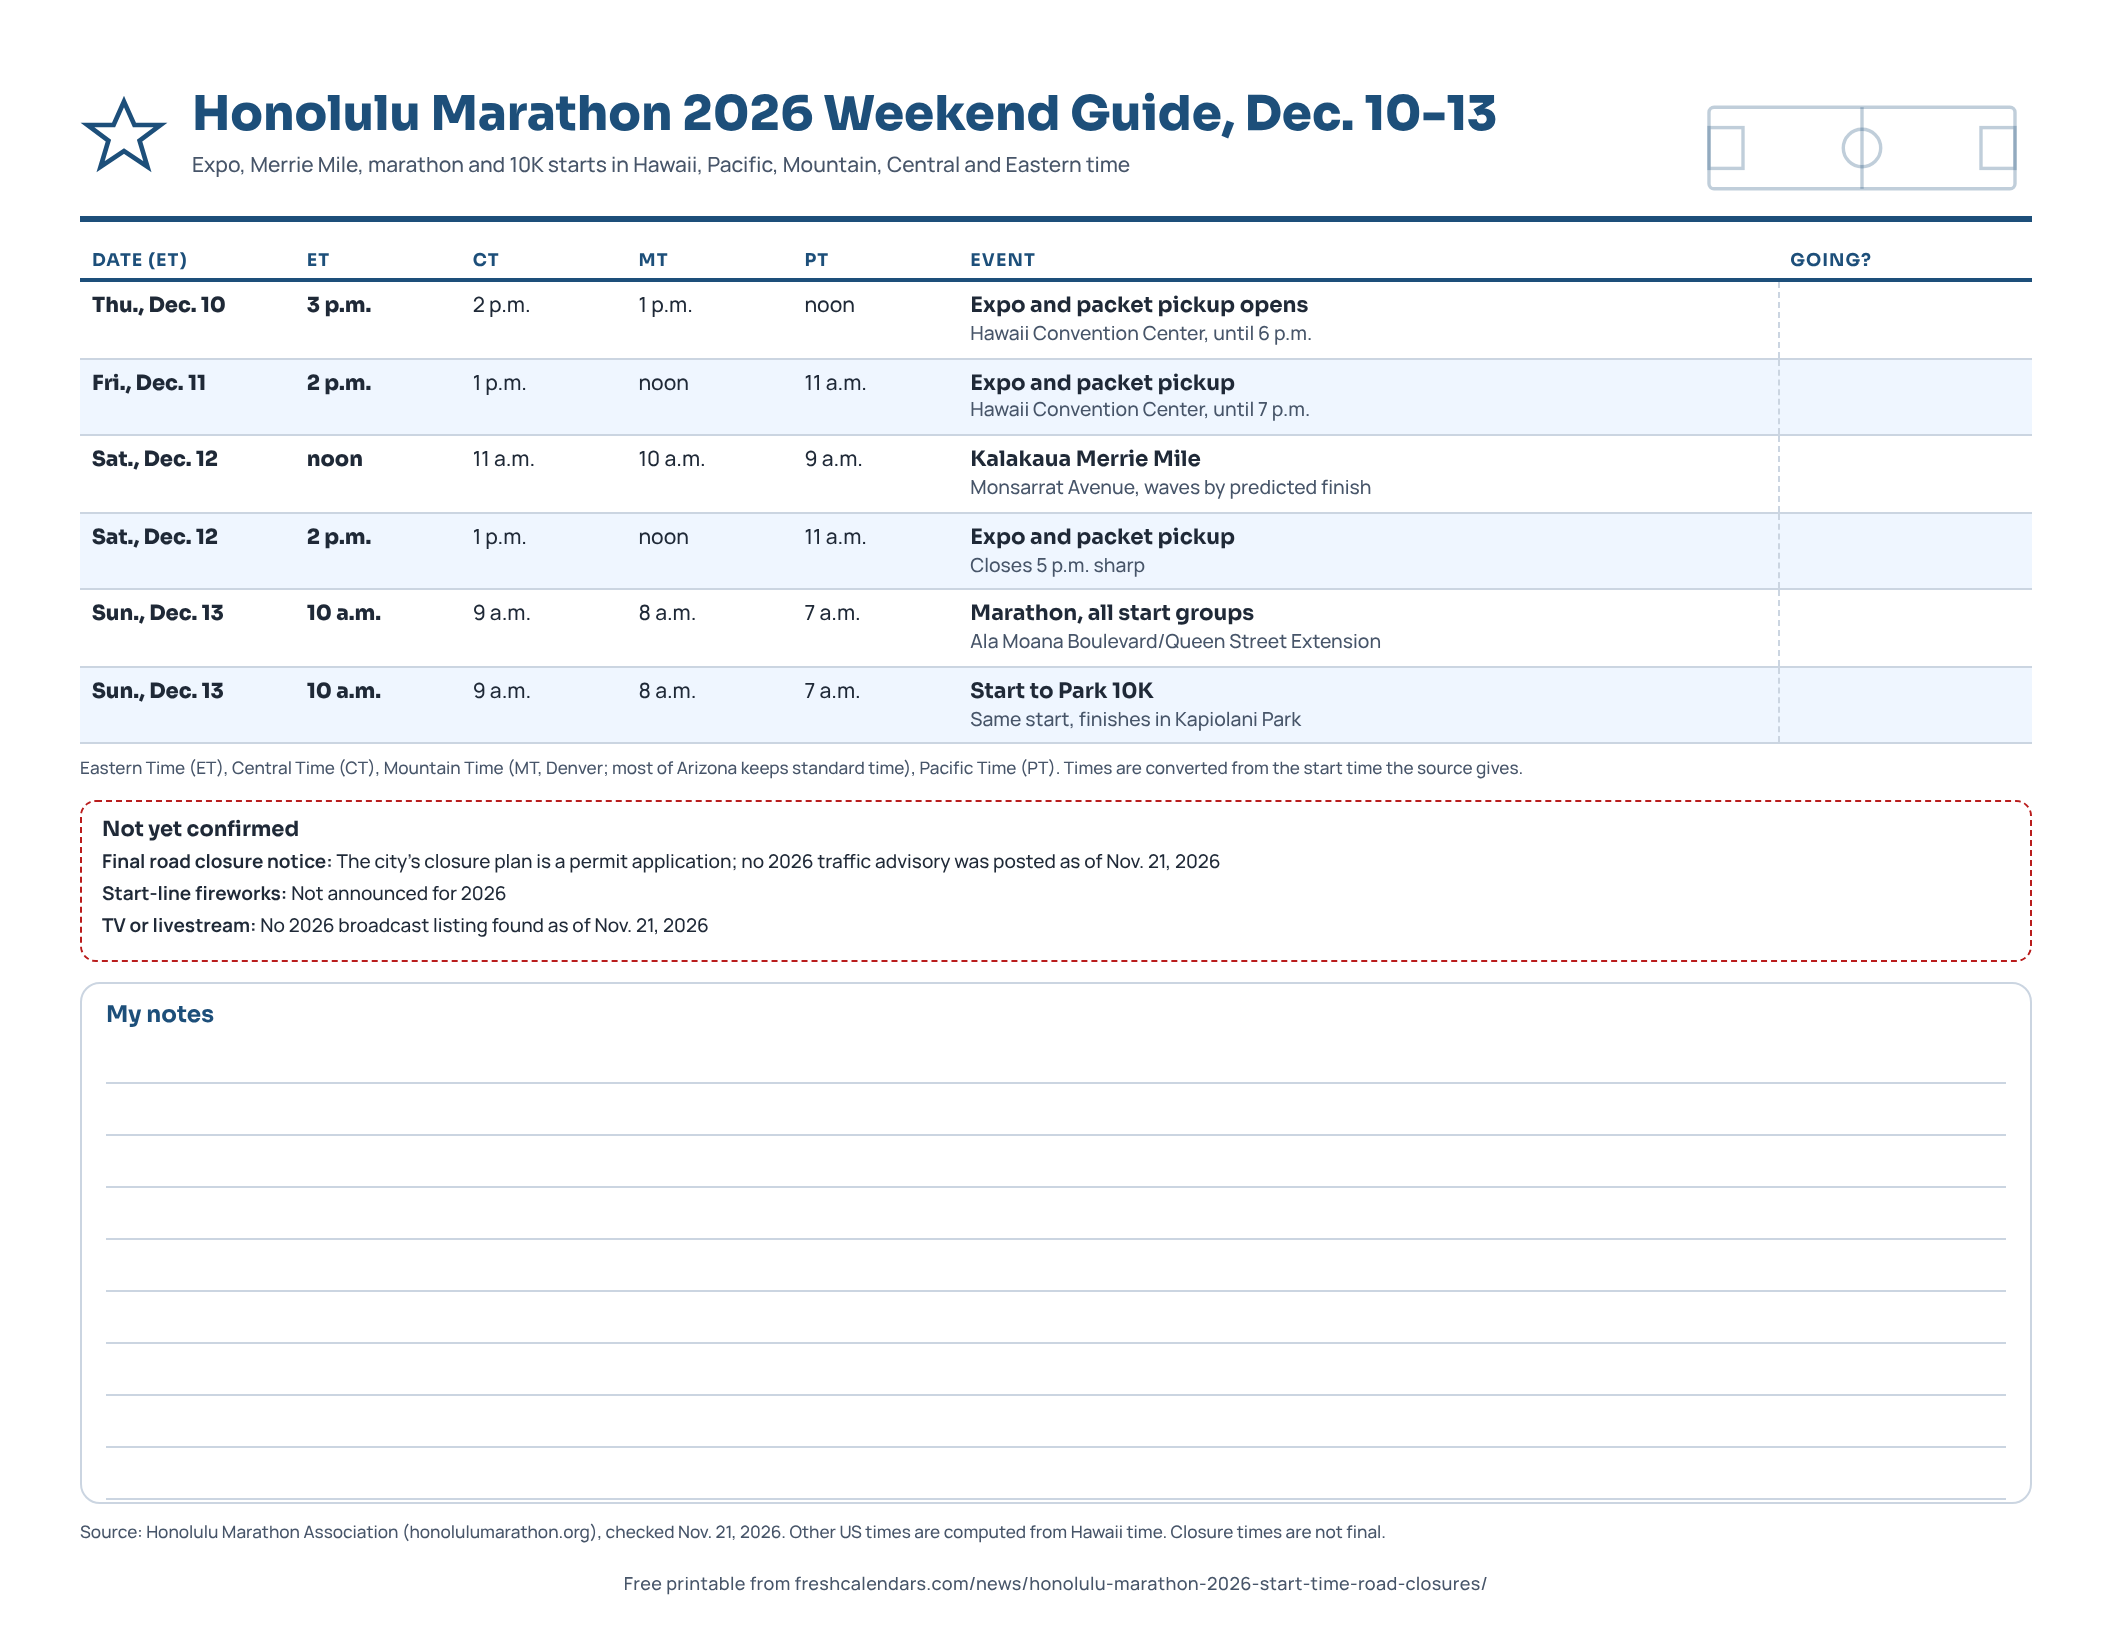 Honolulu Marathon 2026 Weekend Guide, Dec. 10–13
Expo, Merrie Mile, marathon and 10K starts in Hawaii, Pacific, Mountain, Central and Eastern time
DATE (ET) ET CT MT PT EVENT GOING?
Thu., Dec. 10 3 p.m. 2 p.m. 1 p.m. noon Expo and packet pickup opens
Hawaii Convention Center, until 6 p.m.
Fri., Dec. 11 2 p.m. 1 p.m. noon 11 a.m. Expo and packet pickup
Hawaii Convention Center, until 7 p.m.
Sat., Dec. 12 noon 11 a.m. 10 a.m. 9 a.m. Kalakaua Merrie Mile
Monsarrat Avenue, waves by predicted finish
Sat., Dec. 12 2 p.m. 1 p.m. noon 11 a.m. Expo and packet pickup
Closes 5 p.m. sharp
Sun., Dec. 13 10 a.m. 9 a.m. 8 a.m. 7 a.m. Marathon, all start groups
Ala Moana Boulevard/Queen Street Extension
Sun., Dec. 13 10 a.m. 9 a.m. 8 a.m. 7 a.m. Start to Park 10K
Same start, finishes in Kapiolani Park
Eastern Time (ET), Central Time (CT), Mountain Time (MT, Denver; most of Arizona keeps standard time), Pacific Time (PT). Times are converted from the start time the source gives.
Not yet confirmed
Final road closure notice: The city's closure plan is a permit application; no 2026 traffic advisory was posted as of Nov. 21, 2026
Start-line fireworks: Not announced for 2026
TV or livestream: No 2026 broadcast listing found as of Nov. 21, 2026
My notes
Source: Honolulu Marathon Association (honolulumarathon.org), checked Nov. 21, 2026. Other US times are computed from Hawaii time. Closure times are not final.
Free printable from freshcalendars.com/news/honolulu-marathon-2026-start-time-road-closures/